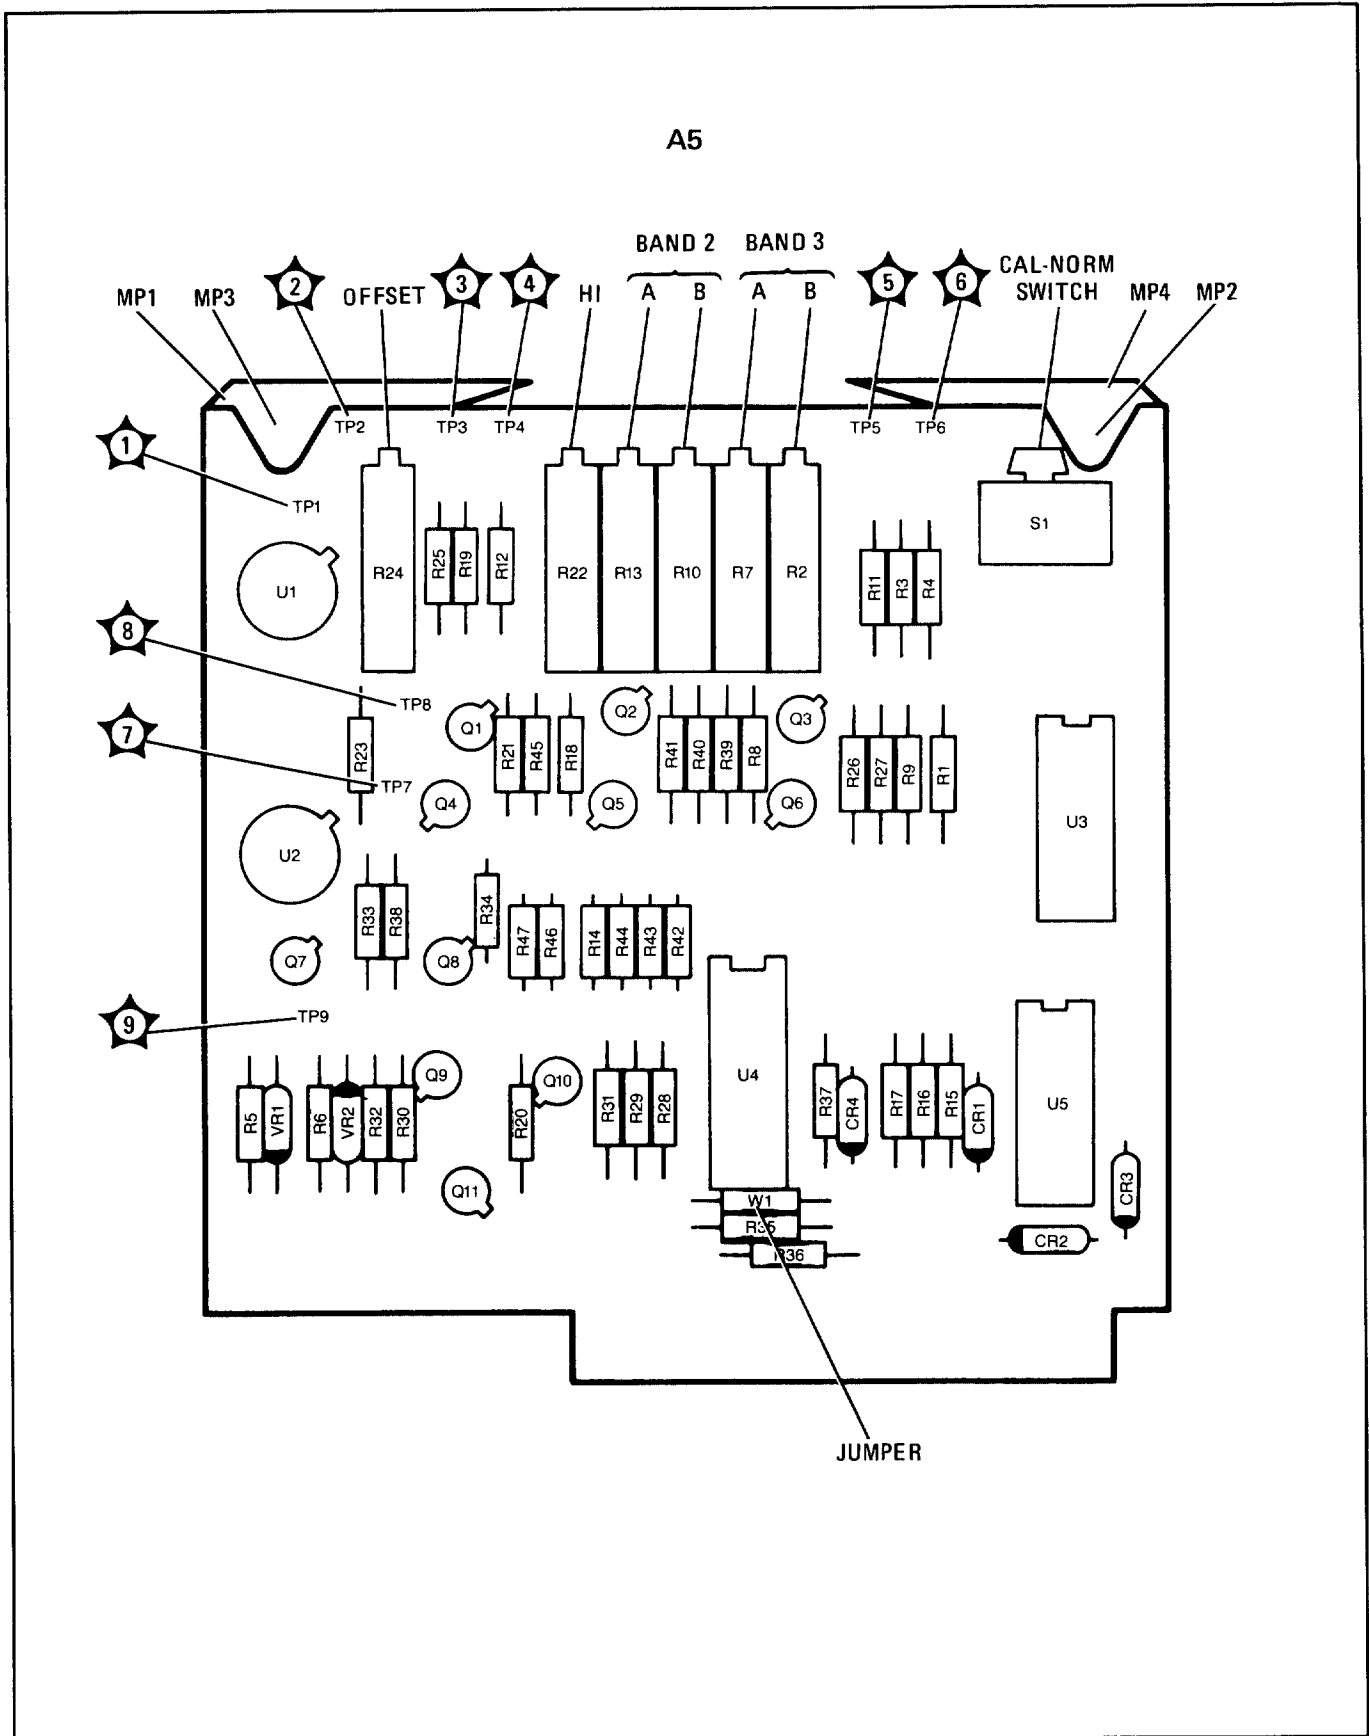 A5
BAND 2 BAND 3
MP1 MP3 2 OFFSET 3 4 HI A B A B 5 6 CAL-NORM SWITCH MP4 MP2
TP2 TP3 TP4 TP5 TP6
1
TP1
S1
U1 R24 R25 R19 R12 R22 R13 R10 R7 R2 R11 R3 R4
8
TP8
Q1 Q2 Q3
7
R23 R21 R45 R18 R41 R40 R39 R8 R26 R27 R9 R1
TP7
Q4 Q5 Q6
U2 U3
R33 R38 R34 R47 R46 R14 R44 R43 R42
Q7 Q8
9
TP9
Q9 Q10 U4 U5
R5 VR1 R6 VR2 R32 R30 R20 R31 R29 R28 R37 CR4 R17 R16 R15 CR1
Q11 CR3
W1
R35
R36 CR2
JUMPER